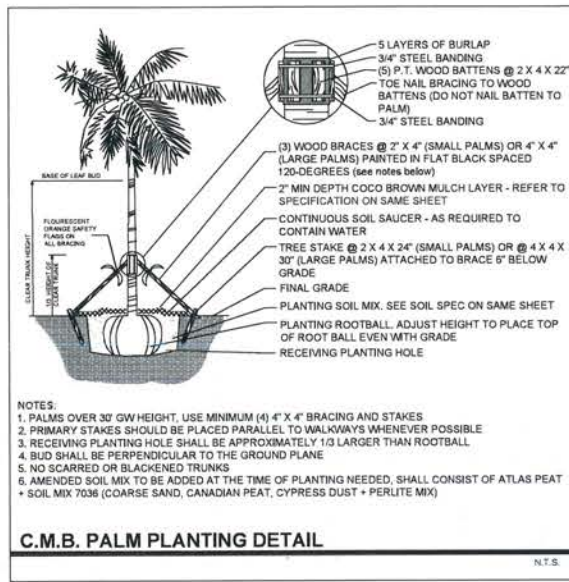 5 LAYERS OF BURLAP
3/4" STEEL BANDING
(5) P.T. WOOD BATTENS @ 2 X 4 X 22"
TOE NAIL BRACING TO WOOD
BATTENS (DO NOT NAIL BATTEN TO
PALM)
3/4" STEEL BANDING
(3) WOOD BRACES @ 2" X 4" (SMALL PALMS) OR 4" X 4"
(LARGE PALMS) PAINTED IN FLAT BLACK SPACED
120-DEGREES (see notes below)
2" MIN DEPTH COCO BROWN MULCH LAYER - REFER TO
SPECIFICATION ON SAME SHEET
CONTINUOUS SOIL SAUCER - AS REQUIRED TO
CONTAIN WATER
TREE STAKE @ 2 X 4 X 24" (SMALL PALMS) OR @ 4 X 4 X
30" (LARGE PALMS) ATTACHED TO BRACE 6" BELOW
GRADE
FINAL GRADE
PLANTING SOIL MIX. SEE SOIL SPEC ON SAME SHEET
PLANTING ROOTBALL. ADJUST HEIGHT TO PLACE TOP
OF ROOT BALL EVEN WITH GRADE
RECEIVING PLANTING HOLE
BASE OF LEAF BUD
FLOURESCENT
ORANGE SAFETY
FLAGS ON
ALL BRACING
CLEAR TRUNK HEIGHT
1/3 HEIGHT OF
CLEAR TRUNK
NOTES:
1. PALMS OVER 30' GW HEIGHT, USE MINIMUM (4) 4" X 4" BRACING AND STAKES
2. PRIMARY STAKES SHOULD BE PLACED PARALLEL TO WALKWAYS WHENEVER POSSIBLE
3. RECEIVING PLANTING HOLE SHALL BE APPROXIMATELY 1/3 LARGER THAN ROOTBALL
4. BUD SHALL BE PERPENDICULAR TO THE GROUND PLANE
5. NO SCARRED OR BLACKENED TRUNKS
6. AMENDED SOIL MIX TO BE ADDED AT THE TIME OF PLANTING NEEDED, SHALL CONSIST OF ATLAS PEAT
+ SOIL MIX 7036 (COARSE SAND, CANADIAN PEAT, CYPRESS DUST + PERLITE MIX)
C.M.B. PALM PLANTING DETAIL
N.T.S.